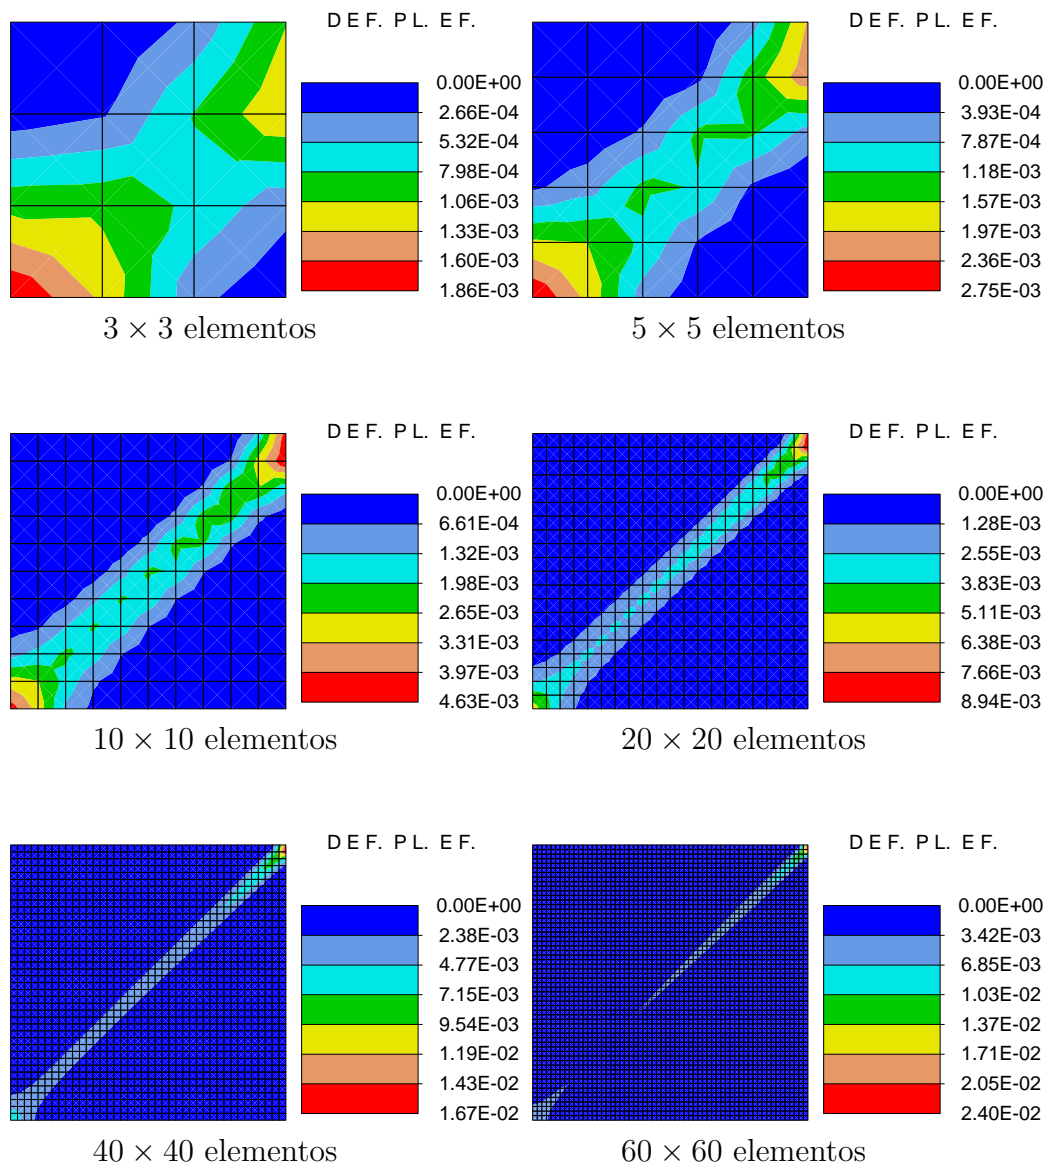 DEF. PL. EF.
0.00E+00
2.66E-04
5.32E-04
7.98E-04
1.06E-03
1.33E-03
1.60E-03
1.86E-03
3 × 3 elementos
DEF. PL. EF.
0.00E+00
3.93E-04
7.87E-04
1.18E-03
1.57E-03
1.97E-03
2.36E-03
2.75E-03
5 × 5 elementos
DEF. PL. EF.
0.00E+00
6.61E-04
1.32E-03
1.98E-03
2.65E-03
3.31E-03
3.97E-03
4.63E-03
10 × 10 elementos
DEF. PL. EF.
0.00E+00
1.28E-03
2.55E-03
3.83E-03
5.11E-03
6.38E-03
7.66E-03
8.94E-03
20 × 20 elementos
DEF. PL. EF.
0.00E+00
2.38E-03
4.77E-03
7.15E-03
9.54E-03
1.19E-02
1.43E-02
1.67E-02
40 × 40 elementos
DEF. PL. EF.
0.00E+00
3.42E-03
6.85E-03
1.03E-02
1.37E-02
1.71E-02
2.05E-02
2.40E-02
60 × 60 elementos